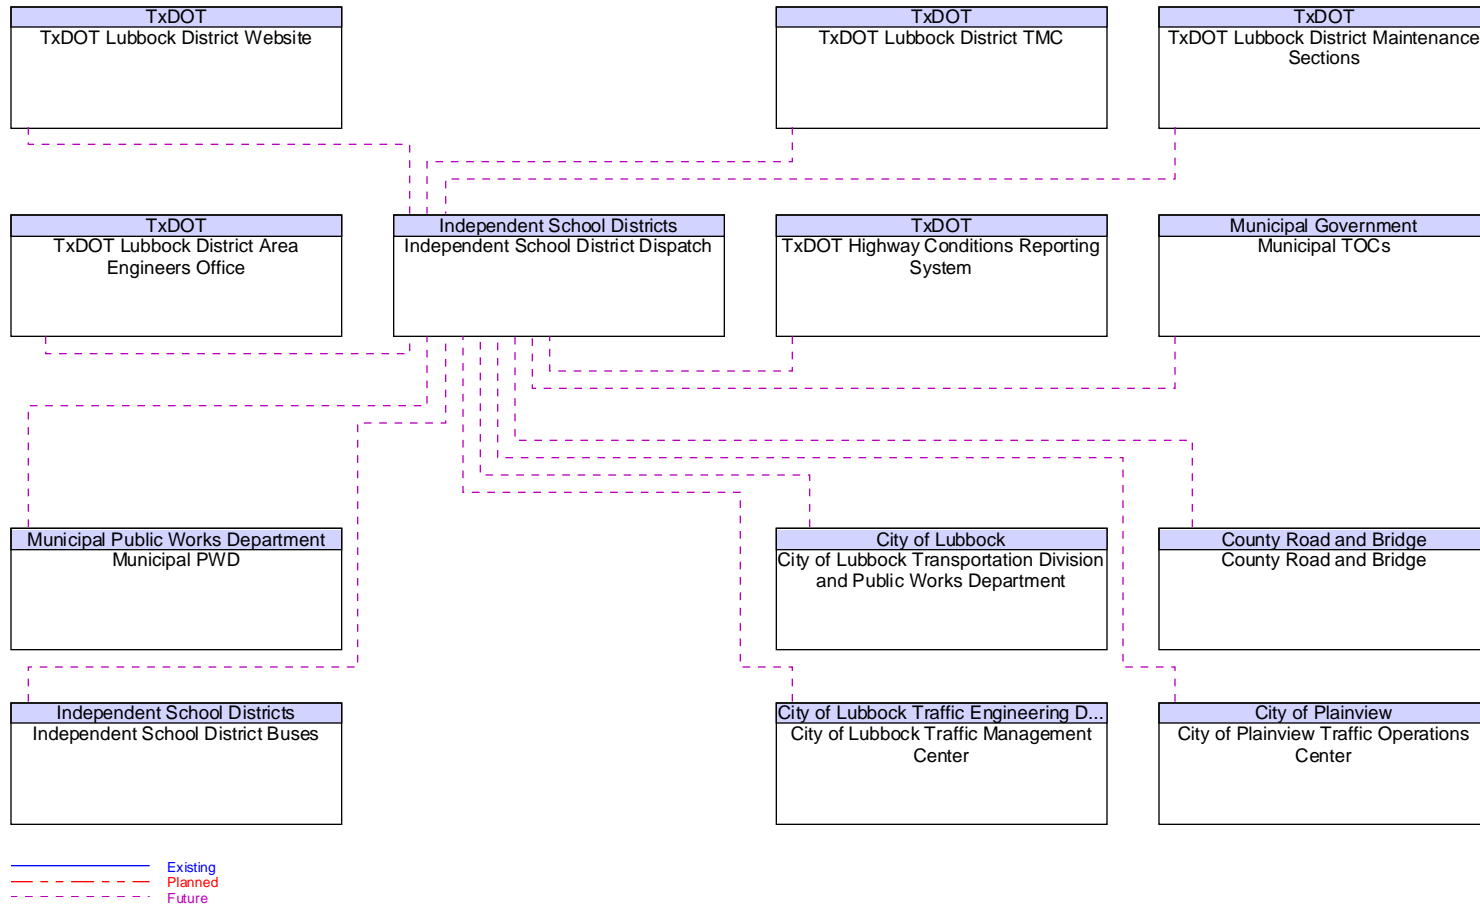 TxDOT
TxDOT Lubbock District Website
TxDOT
TxDOT Lubbock District TMC
TxDOT
TxDOT Lubbock District Maintenance
Sections
TxDOT
TxDOT Lubbock District Area
Engineers Office
Independent School Districts
Independent School District Dispatch
TxDOT
TxDOT Highway Conditions Reporting
System
Municipal Government
Municipal TOCs
Municipal Public Works Department
Municipal PWD
City of Lubbock
City of Lubbock Transportation Division
and Public Works Department
County Road and Bridge
County Road and Bridge
Independent School Districts
Independent School District Buses
City of Lubbock Traffic Engineering D...
City of Lubbock Traffic Management
Center
City of Plainview
City of Plainview Traffic Operations
Center
Existing
Planned
Future